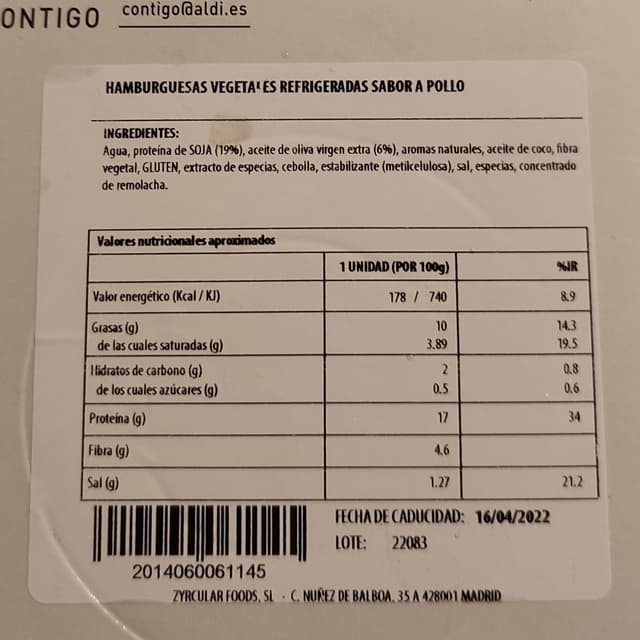 ONTIGO contigo@aldi.es
HAMBURGUESAS VEGETALES REFRIGERADAS SABOR A POLLO
INGREDIENTES:
Agua, proteína de SOJA (19%), aceite de oliva virgen extra (6%), aromas naturales, aceite de coco, fibra
vegetal, GLUTEN, extracto de especias, cebolla, estabilizante (metilcelulosa), sal, especias, concentrado
de remolacha.
Valores nutricionales aproximados
1 UNIDAD (POR 100g) %IR
Valor energético (Kcal / KJ) 178 / 740 8.9
Grasas (g) 10 14.3
de las cuales saturadas (g) 3.89 19.5
Hidratos de carbono (g) 2 0.8
de los cuales azúcares (g) 0.5 0.6
Proteína (g) 17 34
Fibra (g) 4.6
Sal (g) 1.27 21.2
FECHA DE CADUCIDAD: 16/04/2022
LOTE: 22083
2014060061145
ZYRCULAR FOODS, SL - C. NUÑEZ DE BALBOA, 35 A 428001 MADRID